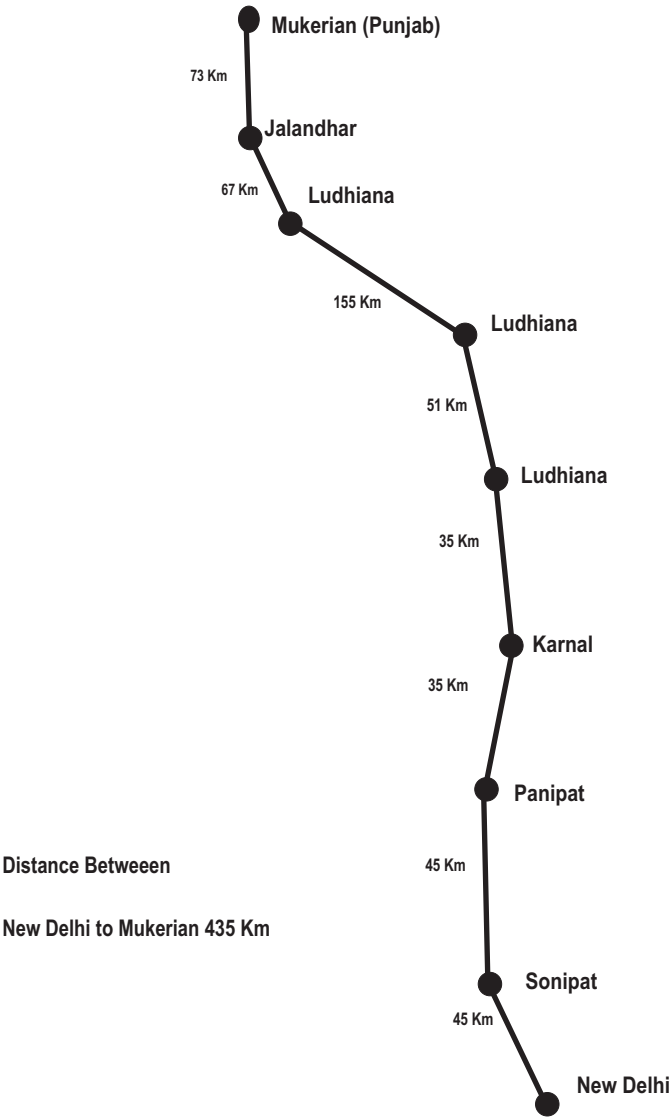 Mukerian (Punjab)
73 Km
Jalandhar
67 Km
Ludhiana
155 Km
Ludhiana
51 Km
Ludhiana
35 Km
Karnal
35 Km
Panipat
45 Km
Distance Betweeen
New Delhi to Mukerian 435 Km
Sonipat
45 Km
New Delhi